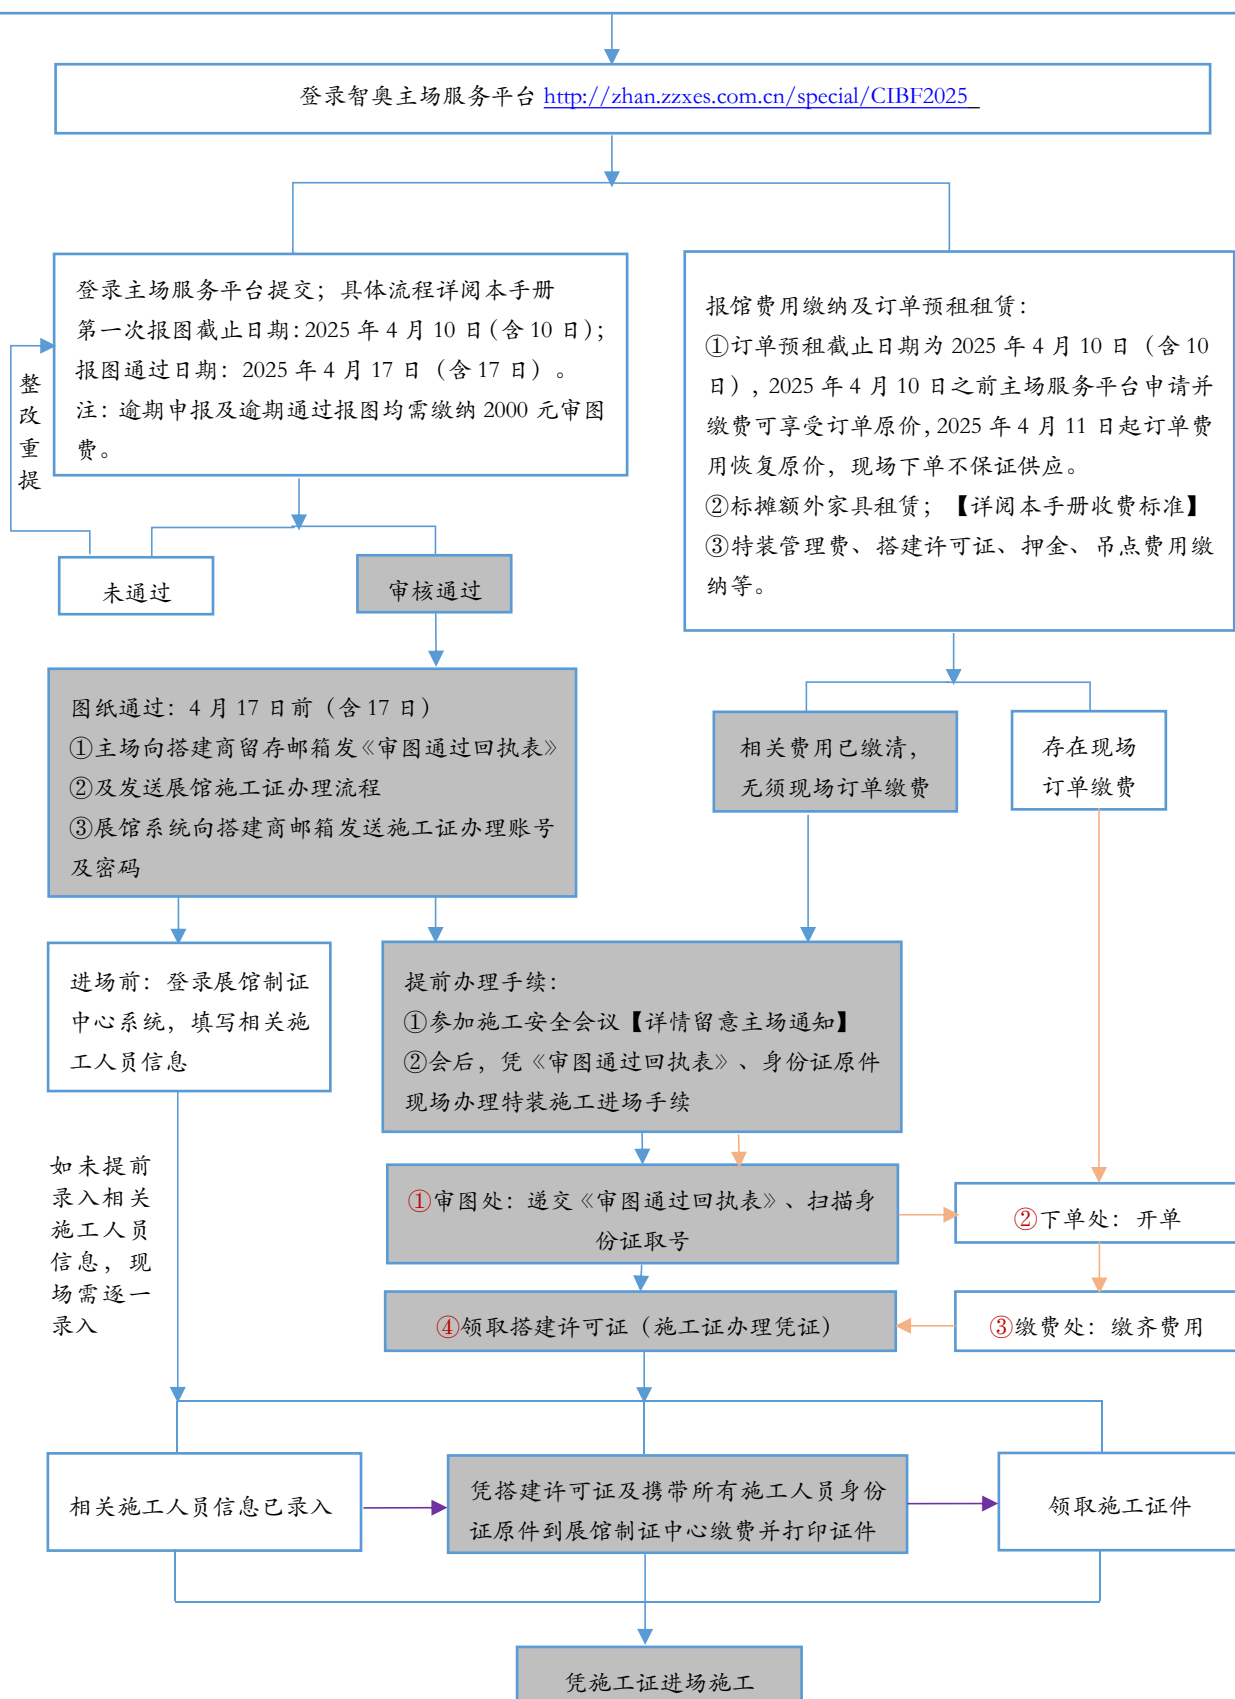 登录智奥主场服务平台 http://zhan.zzxes.com.cn/special/CIBF2025
登录主场服务平台提交；具体流程详阅本手册
第一次报图截止日期：2025 年 4 月 10 日（含 10 日）；
报图通过日期：2025 年 4 月 17 日（含 17 日）。
注：逾期申报及逾期通过报图均需缴纳 2000 元审图
费。
整
改
重
提
未通过
审核通过
报馆费用缴纳及订单预租租赁：
①订单预租截止日期为 2025 年 4 月 10 日（含 10
日），2025 年 4 月 10 日之前主场服务平台申请并
缴费可享受订单原价，2025 年 4 月 11 日起订单费
用恢复原价，现场下单不保证供应。
②标摊额外家具租赁；【详阅本手册收费标准】
③特装管理费、搭建许可证、押金、吊点费用缴
纳等。
图纸通过：4 月 17 日前（含 17 日）
①主场向搭建商留存邮箱发《审图通过回执表》
②及发送展馆施工证办理流程
③展馆系统向搭建商邮箱发送施工证办理账号
及密码
相关费用已缴清，
无须现场订单缴费
存在现场
订单缴费
进场前：登录展馆制证
中心系统，填写相关施
工人员信息
提前办理手续：
①参加施工安全会议【详情留意主场通知】
②会后，凭《审图通过回执表》、身份证原件
现场办理特装施工进场手续
如未提前
录入相关
施工人员
信息，现
场需逐一
录入
①审图处：递交《审图通过回执表》、扫描身
份证取号
②下单处：开单
④领取搭建许可证（施工证办理凭证）
③缴费处：缴齐费用
相关施工人员信息已录入
凭搭建许可证及携带所有施工人员身份
证原件到展馆制证中心缴费并打印证件
领取施工证件
凭施工证进场施工